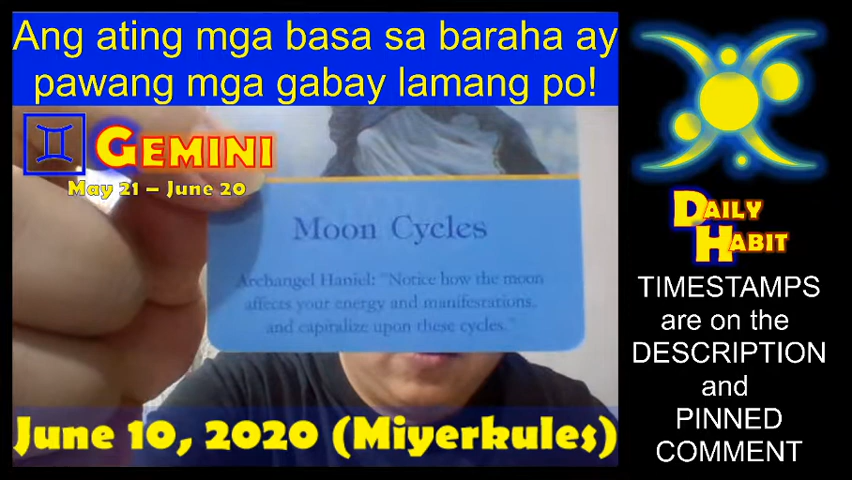 Ang ating mga basa sa baraha ay
pawang mga gabay lamang po!
GEMINI
May 21 – June 20
Moon Cycles
Archangel Haniel: "Notice how the moon
affects your energy and manifestations,
and capitalize upon these cycles."
June 10, 2020 (Miyerkules)
DAILY
HABIT
TIMESTAMPS
are on the
DESCRIPTION
and
PINNED
COMMENT